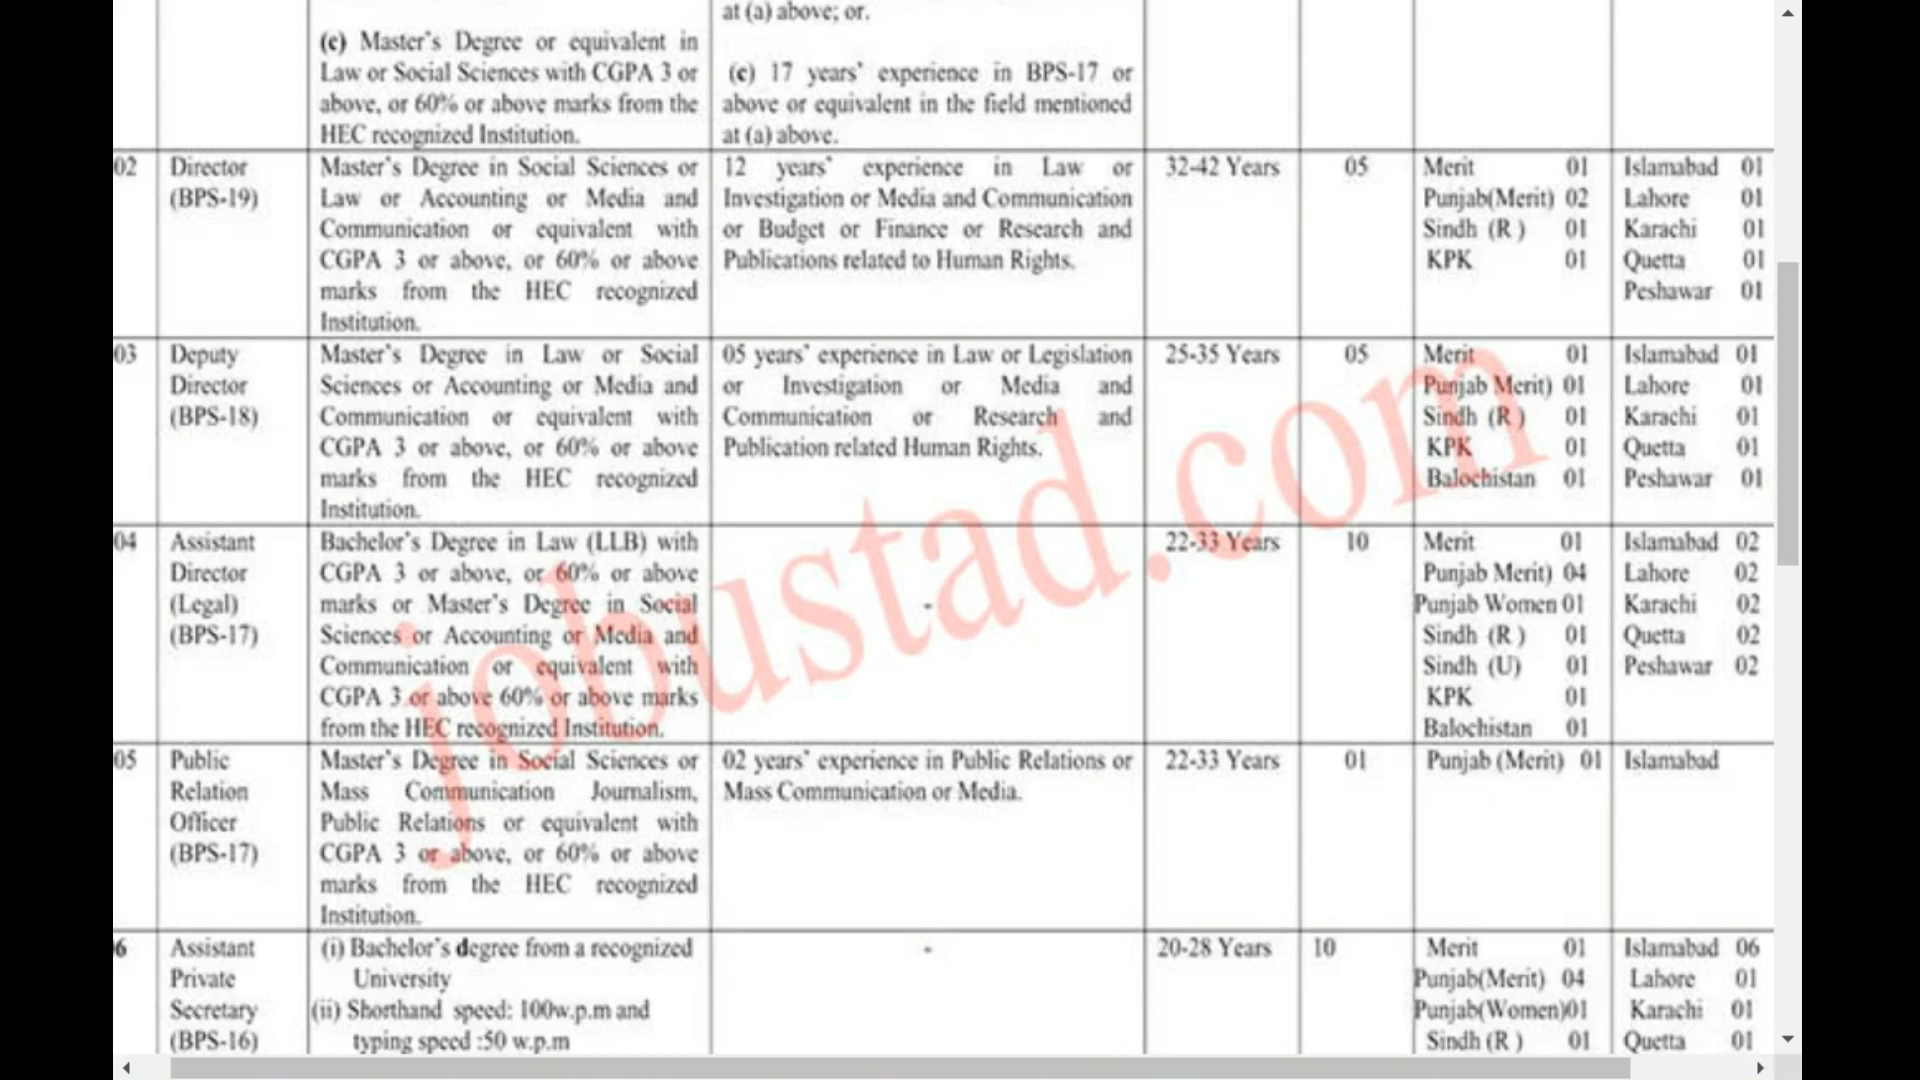 at (a) above; or.
(c) Master's Degree or equivalent in
Law or Social Sciences with CGPA 3 or
above, or 60% or above marks from the
HEC recognized Institution.
(c) 17 years' experience in BPS-17 or
above or equivalent in the field mentioned
at (a) above.
02
Director
(BPS-19)
Master's Degree in Social Sciences or
Law or Accounting or Media and
Communication or equivalent with
CGPA 3 or above, or 60% or above
marks from the HEC recognized
Institution.
12 years' experience in Law or
Investigation or Media and Communication
or Budget or Finance or Research and
Publications related to Human Rights.
32-42 Years
05
Merit 01
Punjab(Merit) 02
Sindh (R ) 01
KPK 01
Islamabad 01
Lahore 01
Karachi 01
Quetta 01
Peshawar 01
03
Deputy
Director
(BPS-18)
Master's Degree in Law or Social
Sciences or Accounting or Media and
Communication or equivalent with
CGPA 3 or above, or 60% or above
marks from the HEC recognized
Institution.
05 years' experience in Law or Legislation
or Investigation or Media and
Communication or Research and
Publication related Human Rights.
25-35 Years
05
Merit 01
Punjab Merit) 01
Sindh (R ) 01
KPK 01
Balochistan 01
Islamabad 01
Lahore 01
Karachi 01
Quetta 01
Peshawar 01
04
Assistant
Director
(Legal)
(BPS-17)
Bachelor's Degree in Law (LLB) with
CGPA 3 or above, or 60% or above
marks or Master's Degree in Social
Sciences or Accounting or Media and
Communication or equivalent with
CGPA 3 or above 60% or above marks
from the HEC recognized Institution.
-
22-33 Years
10
Merit 01
Punjab Merit) 04
Punjab Women 01
Sindh (R ) 01
Sindh (U) 01
KPK 01
Balochistan 01
Islamabad 02
Lahore 02
Karachi 02
Quetta 02
Peshawar 02
05
Public
Relation
Officer
(BPS-17)
Master's Degree in Social Sciences or
Mass Communication Journalism,
Public Relations or equivalent with
CGPA 3 or above, or 60% or above
marks from the HEC recognized
Institution.
02 years' experience in Public Relations or
Mass Communication or Media.
22-33 Years
01
Punjab (Merit) 01
Islamabad
6
Assistant
Private
Secretary
(BPS-16)
(i) Bachelor's degree from a recognized
University
(ii) Shorthand speed: 100w.p.m and
typing speed :50 w.p.m
-
20-28 Years
10
Merit 01
Punjab(Merit) 04
Punjab(Women)01
Sindh (R ) 01
Islamabad 06
Lahore 01
Karachi 01
Quetta 01
jobustad.com